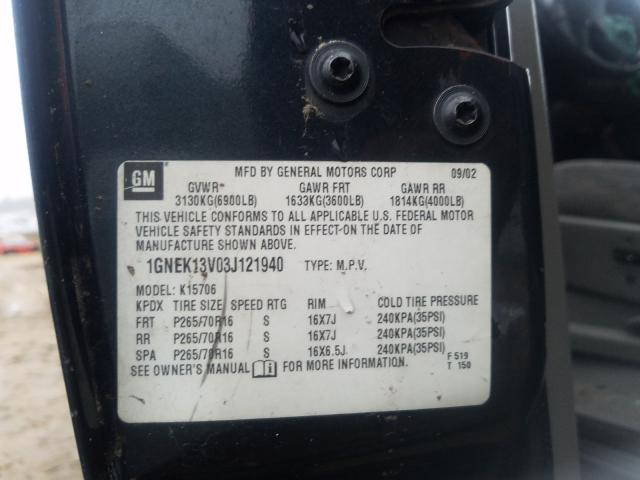 GM
MFD BY GENERAL MOTORS CORP 09/02
GVWR GAWR FRT GAWR RR
3130KG(6900LB) 1633KG(3600LB) 1814KG(4000LB)
THIS VEHICLE CONFORMS TO ALL APPLICABLE U.S. FEDERAL MOTOR
VEHICLE SAFETY STANDARDS IN EFFECT ON THE DATE OF
MANUFACTURE SHOWN ABOVE.
1GNEK13V03J121940 TYPE: M.P.V.
MODEL: K15706
KPDX TIRE SIZE SPEED RTG RIM COLD TIRE PRESSURE
FRT P265/70R16 S 16X7J 240KPA(35PSI)
RR P265/70R16 S 16X7J 240KPA(35PSI)
SPA P265/70R16 S 16X6.5J 240KPA(35PSI)
SEE OWNER'S MANUAL FOR MORE INFORMATION. F 519
T 150